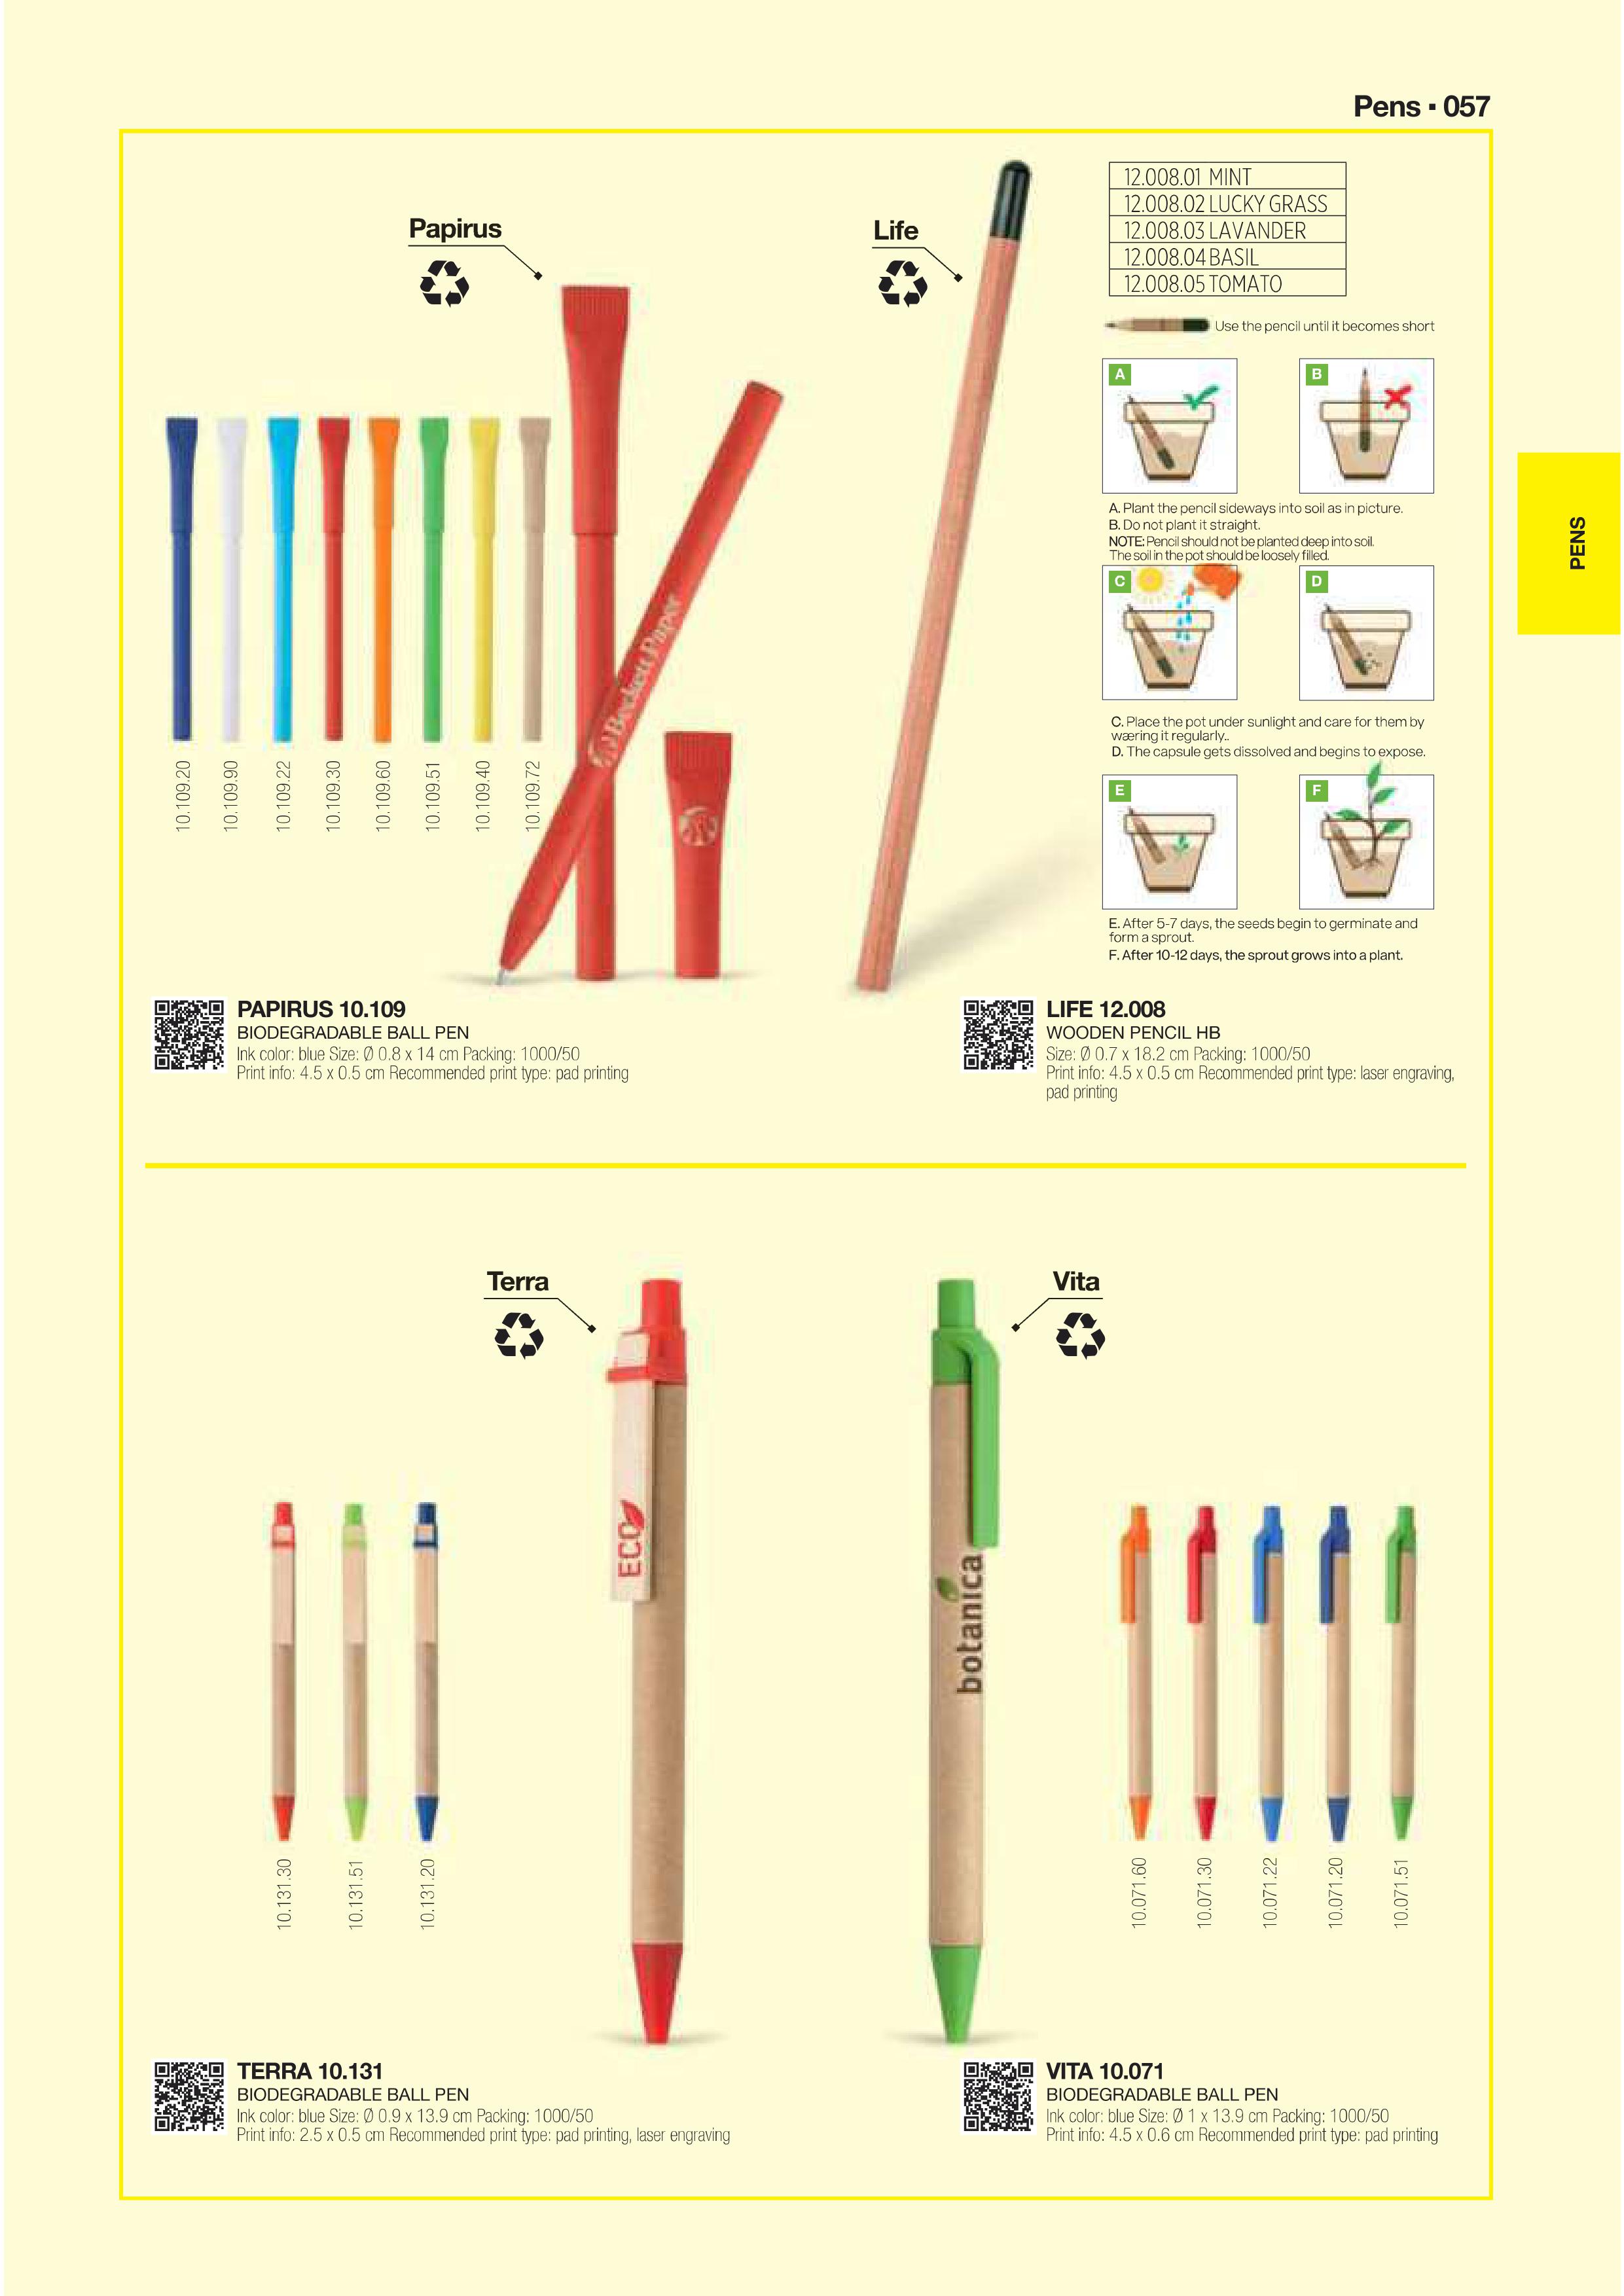 Pens ▪ 057
PENS
Papirus
Life
12.008.01 MINT
12.008.02 LUCKY GRASS
12.008.03 LAVANDER
12.008.04 BASIL
12.008.05 TOMATO
Use the pencil until it becomes short
A
B
A. Plant the pencil sideways into soil as in picture.
B. Do not plant it straight.
NOTE: Pencil should not be planted deep into soil.
The soil in the pot should be loosely filled.
C
D
C. Place the pot under sunlight and care for them by
wæring it regularly..
D. The capsule gets dissolved and begins to expose.
E
F
E. After 5-7 days, the seeds begin to germinate and
form a sprout.
F. After 10-12 days, the sprout grows into a plant.
10.109.20
10.109.90
10.109.22
10.109.30
10.109.60
10.109.51
10.109.40
10.109.72
Beckett Paper
PAPIRUS 10.109
BIODEGRADABLE BALL PEN
Ink color: blue Size: Ø 0.8 x 14 cm Packing: 1000/50
Print info: 4.5 x 0.5 cm Recommended print type: pad printing
LIFE 12.008
WOODEN PENCIL HB
Size: Ø 0.7 x 18.2 cm Packing: 1000/50
Print info: 4.5 x 0.5 cm Recommended print type: laser engraving,
pad printing
Terra
Vita
ECO
botanica
10.131.30
10.131.51
10.131.20
10.071.60
10.071.30
10.071.22
10.071.20
10.071.51
TERRA 10.131
BIODEGRADABLE BALL PEN
Ink color: blue Size: Ø 0.9 x 13.9 cm Packing: 1000/50
Print info: 2.5 x 0.5 cm Recommended print type: pad printing, laser engraving
VITA 10.071
BIODEGRADABLE BALL PEN
Ink color: blue Size: Ø 1 x 13.9 cm Packing: 1000/50
Print info: 4.5 x 0.6 cm Recommended print type: pad printing